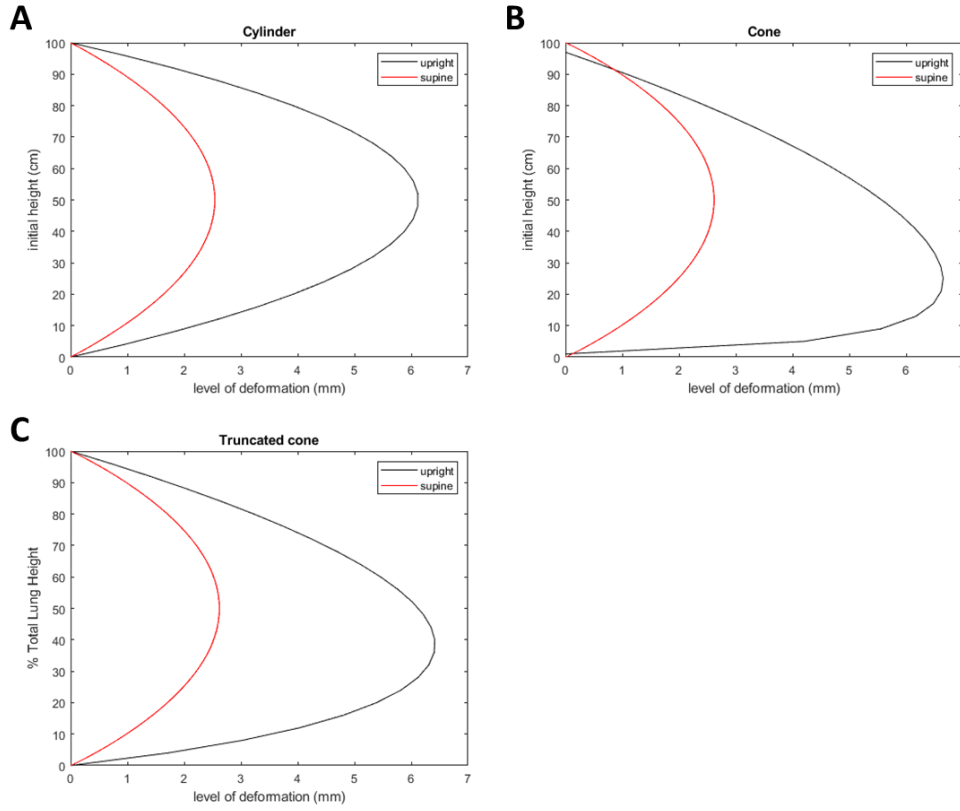 A
Cylinder
upright
supine
100
90
80
70
60
50
40
30
20
10
0
initial height (cm)
0 1 2 3 4 5 6 7
level of deformation (mm)
B
Cone
upright
supine
100
90
80
70
60
50
40
30
20
10
0
initial height (cm)
0 1 2 3 4 5 6 7
level of deformation (mm)
C
Truncated cone
upright
supine
100
90
80
70
60
50
40
30
20
10
0
% Total Lung Height
0 1 2 3 4 5 6 7
level of deformation (mm)